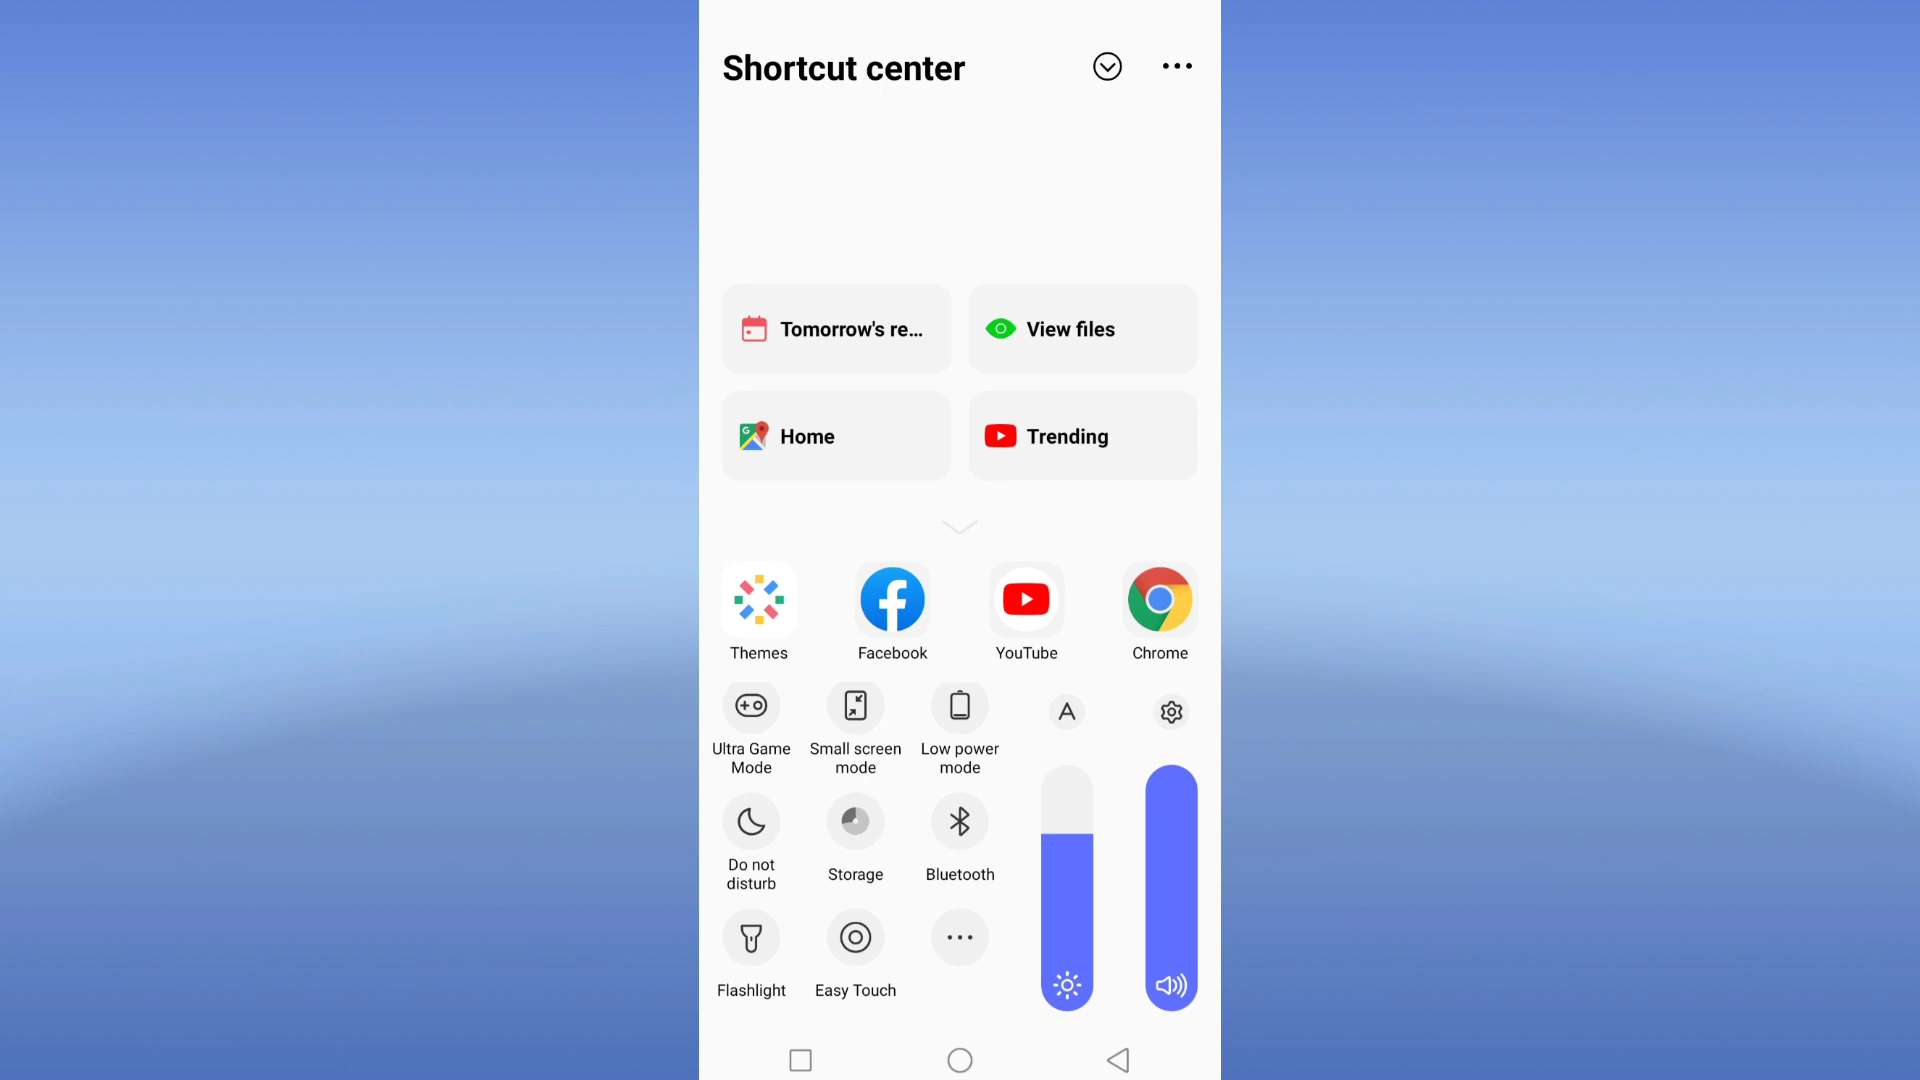 Shortcut center
Tomorrow's re...
View files
Home
Trending
Themes
Facebook
YouTube
Chrome
Ultra Game
Mode
Small screen
mode
Low power
mode
A
Do not
disturb
Storage
Bluetooth
Flashlight
Easy Touch